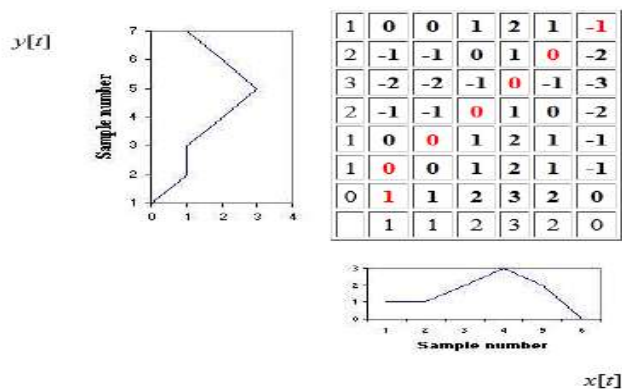 y[t]
Sample number
7
6
5
4
3
2
1
0 1 2 3 4
1 0 0 1 2 1 -1
2 -1 -1 0 1 0 -2
3 -2 -2 -1 0 -1 -3
2 -1 -1 0 1 0 -2
1 0 0 1 2 1 -1
1 0 0 1 2 1 -1
0 1 1 2 3 2 0
1 1 2 3 2 0
3
2
1
0
1 2 3 4 5 6
Sample number
x[t]